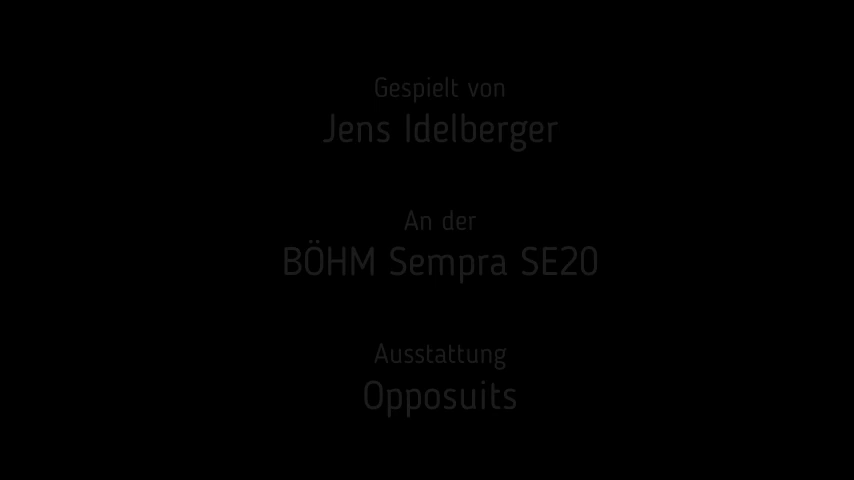 Gespielt von
Jens Idelberger
An der
BÖHM Sempra SE20
Ausstattung
Opposuits